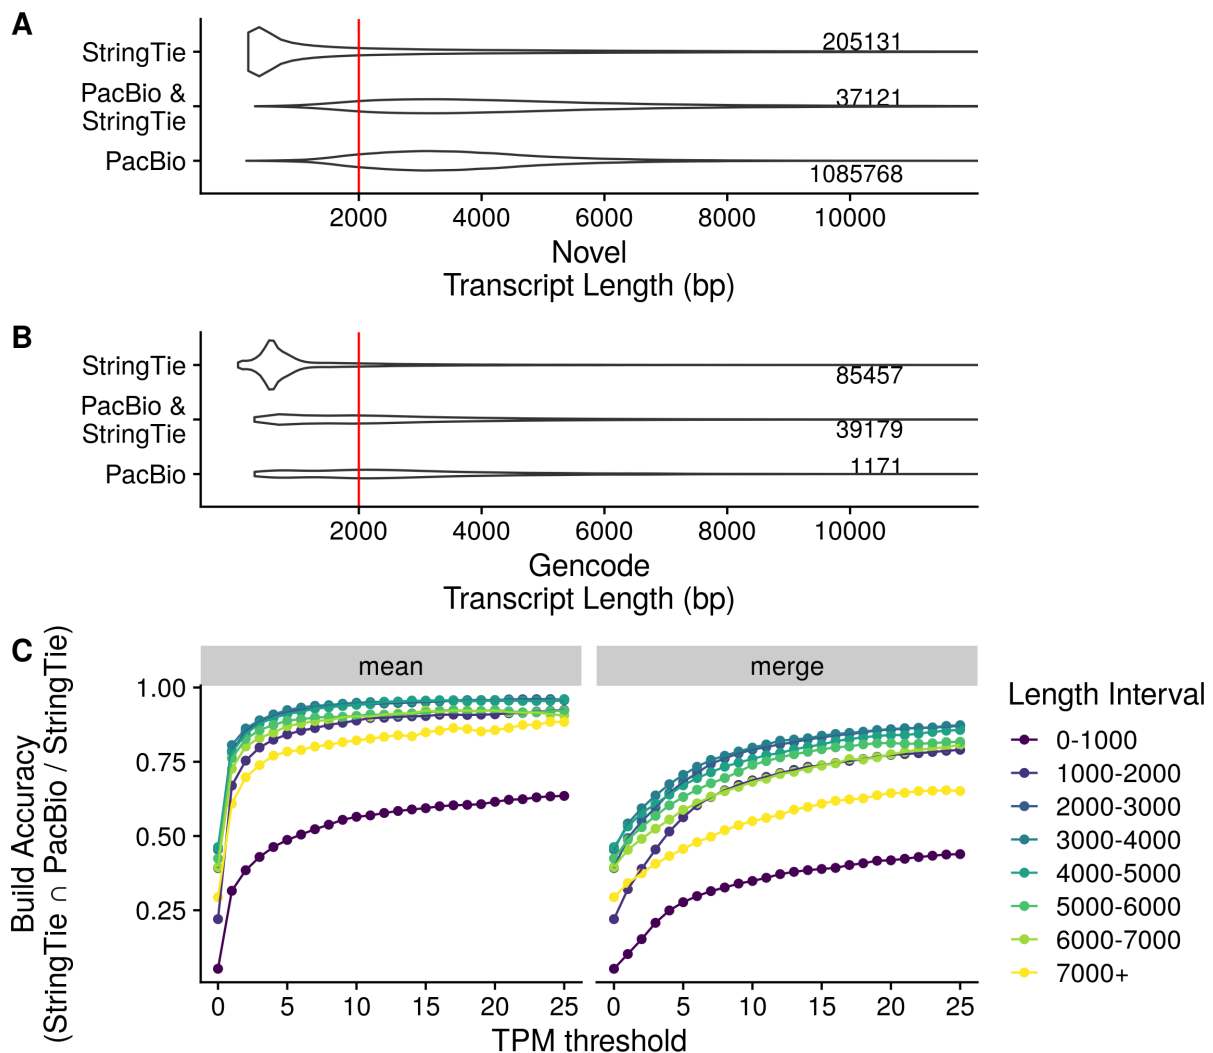 A
StringTie
205131
PacBio &
StringTie
37121
PacBio
1085768
2000 4000 6000 8000 10000
Novel
Transcript Length (bp)
B
StringTie
85457
PacBio &
StringTie
39179
PacBio
1171
2000 4000 6000 8000 10000
Gencode
Transcript Length (bp)
C
Build Accuracy
(StringTie ∩ PacBio / StringTie)
mean
merge
1.00
0.75
0.50
0.25
0 5 10 15 20 25
0 5 10 15 20 25
TPM threshold
Length Interval
0-1000
1000-2000
2000-3000
3000-4000
4000-5000
5000-6000
6000-7000
7000+